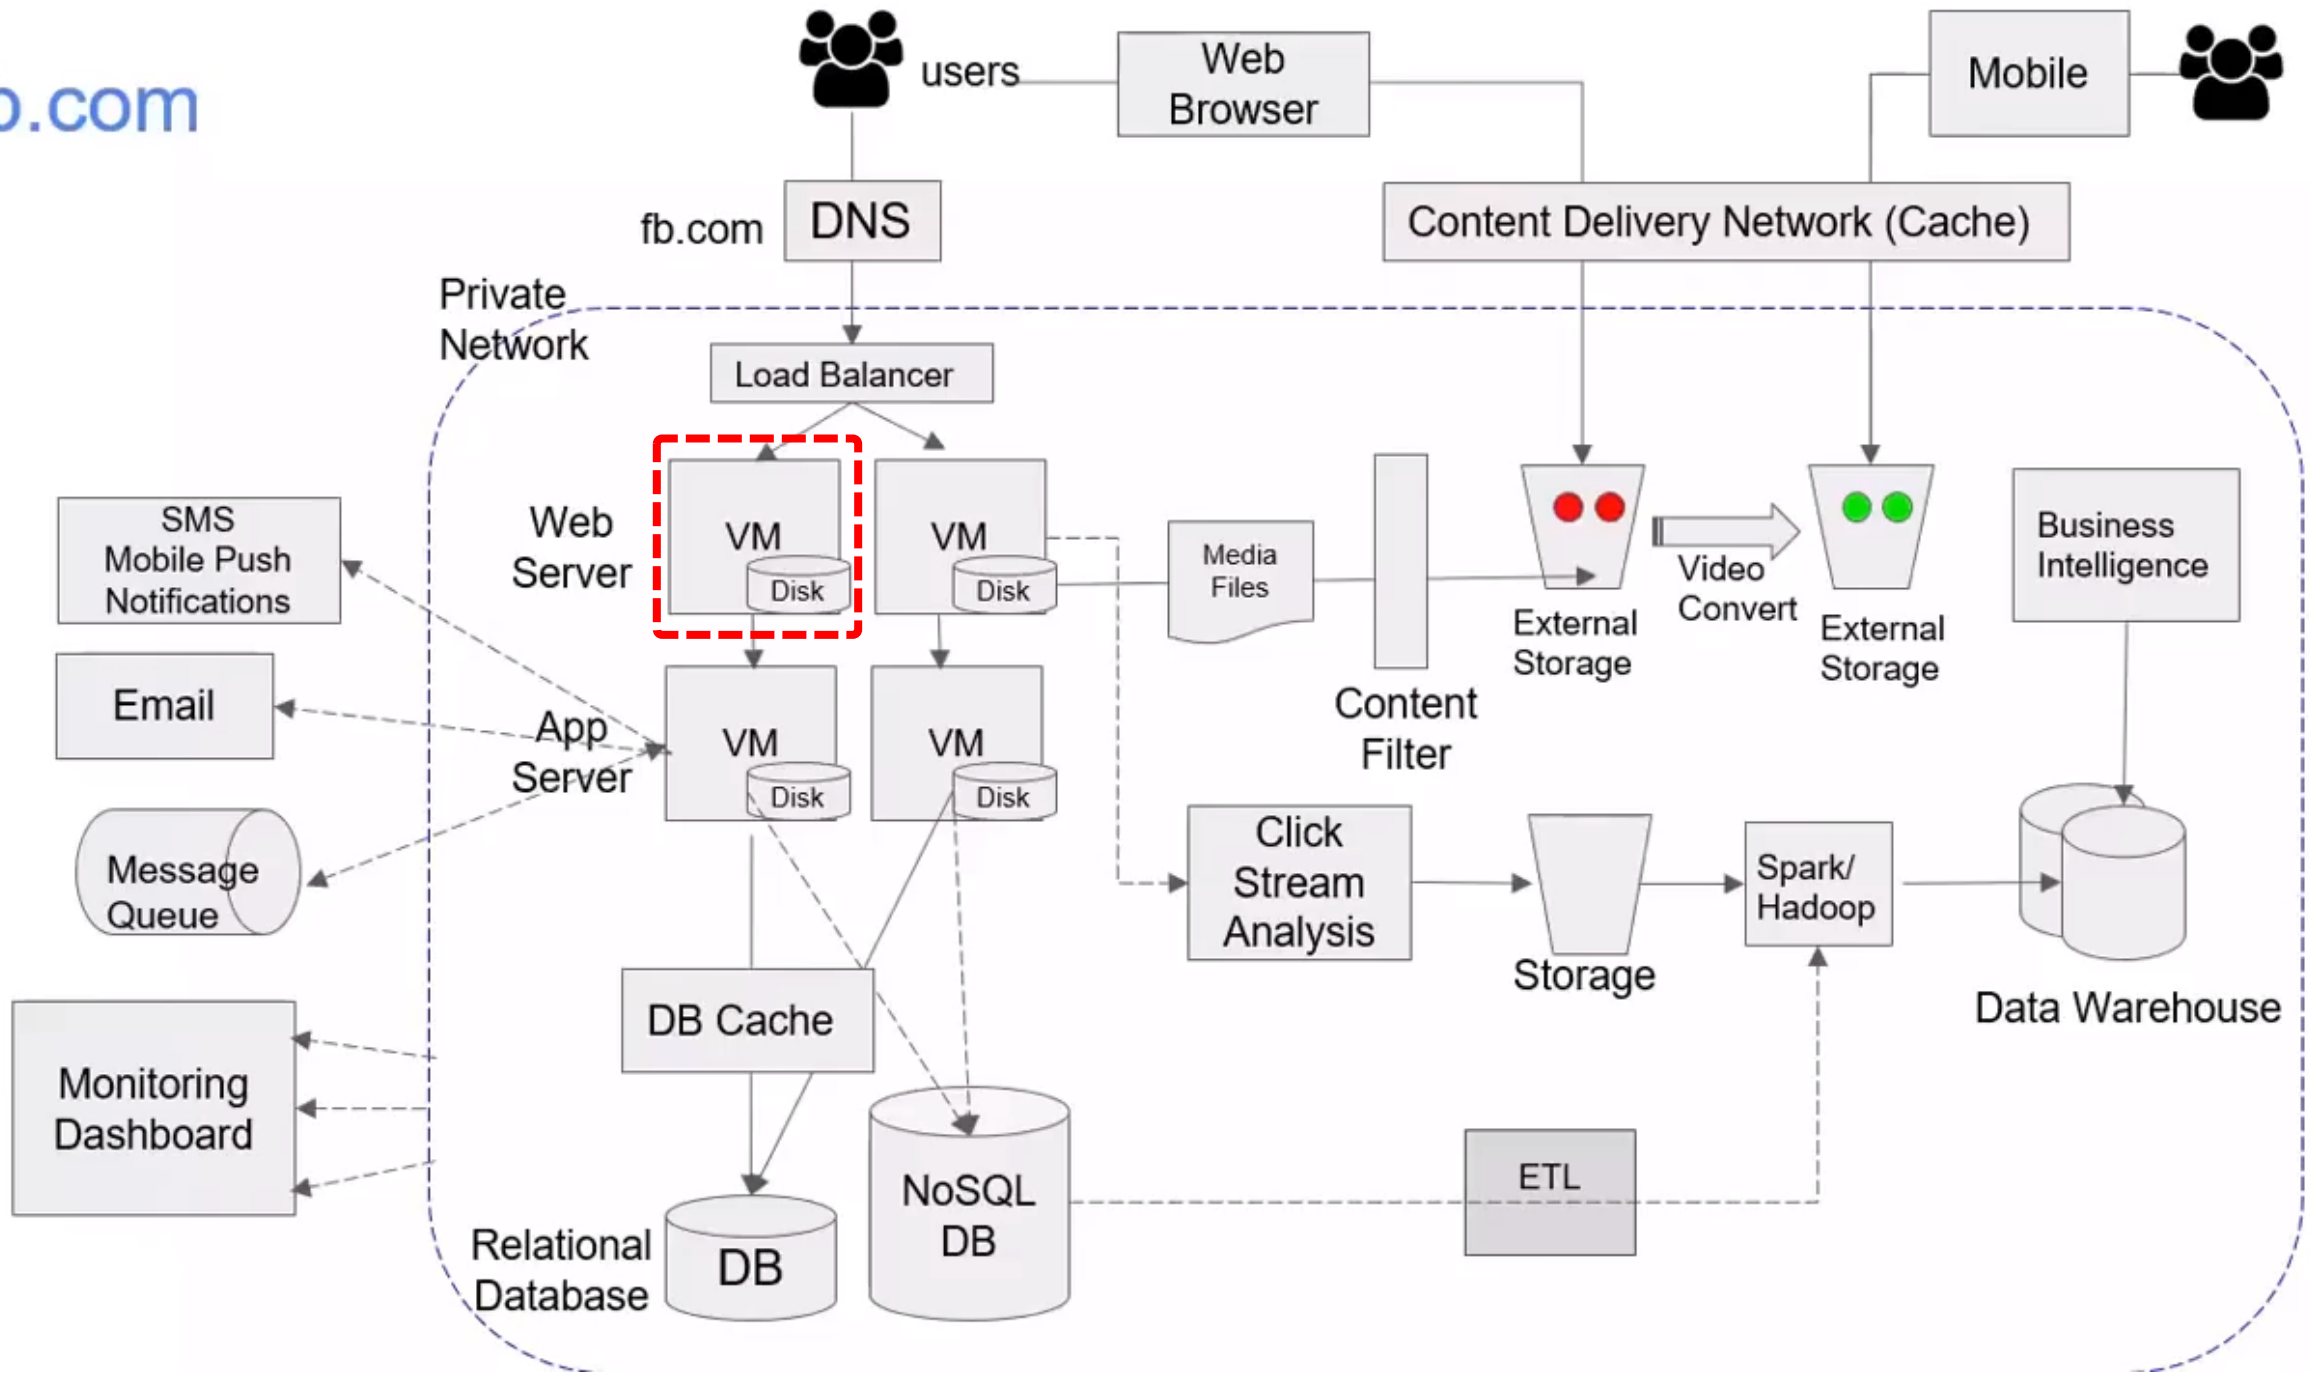 b.com
users
Web
Browser
Mobile
fb.com
DNS
Content Delivery Network (Cache)
Private
Network
Load Balancer
Web
Server
VM
Disk
VM
Disk
Media
Files
Content
Filter
External
Storage
Video
Convert
External
Storage
Business
Intelligence
SMS
Mobile Push
Notifications
Email
Message
Queue
App
Server
VM
Disk
VM
Disk
Click
Stream
Analysis
Storage
Spark/
Hadoop
Data Warehouse
Monitoring
Dashboard
DB Cache
Relational
Database
DB
NoSQL
DB
ETL